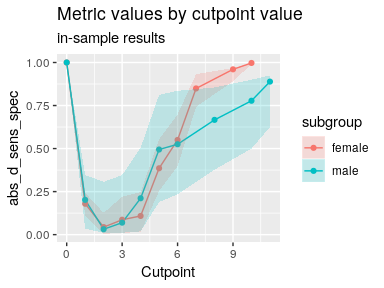 Metric values by cutpoint value
in-sample results
abs_d_sens_spec
1.00
0.75
0.50
0.25
0.00
0 3 6 9
Cutpoint
subgroup
female
male